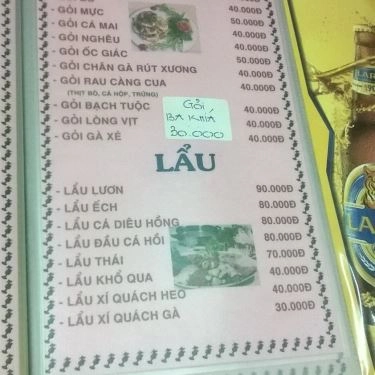 - GỎI MỰC 40.000Đ
- GỎI CÁ MAI 50.000Đ
- GỎI NGHÊU 40.000Đ
- GỎI ỐC GIÁC 50.000Đ
- GỎI CHÂN GÀ RÚT XƯƠNG 40.000Đ
- GỎI RAU CÀNG CUA 40.000Đ
(THỊT BÒ, CÁ HỘP, TRỨNG)
- GỎI BẠCH TUỘC 40.000Đ
- GỎI LÒNG VỊT 40.000Đ
- GỎI GÀ XÉ 40.000Đ
GỎI
BA KHÍA
30.000
LẨU
- LẨU LƯƠN 90.000Đ
- LẨU ẾCH 80.000Đ
- LẨU CÁ DIÊU HỒNG 80.000Đ
- LẨU ĐẦU CÁ HỒI 80.000Đ
- LẨU THÁI 70.000Đ
- LẨU KHỔ QUA 40.000Đ
- LẨU XÍ QUÁCH HEO 40.000Đ
- LẨU XÍ QUÁCH GÀ 30.000Đ